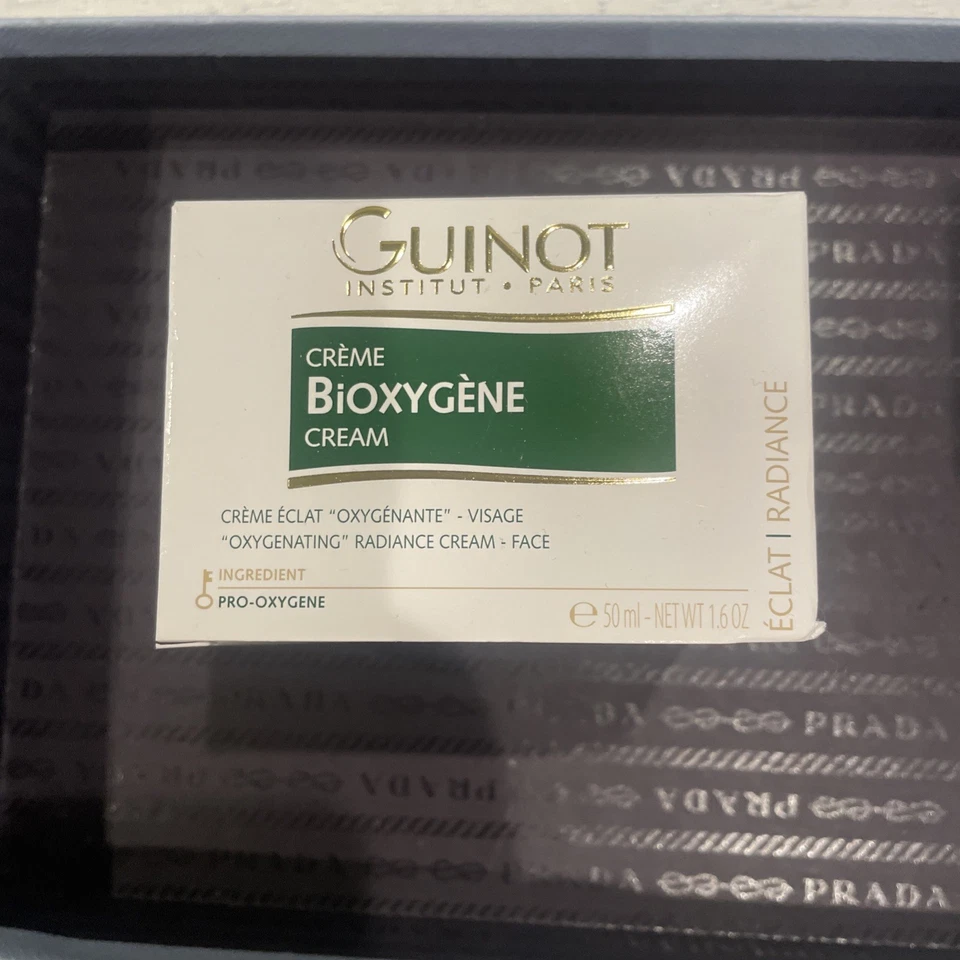 PRADA
PRADA
GUINOT
INSTITUT • PARIS
CRÈME
BiOXYGÈNE
CREAM
CRÈME ÉCLAT “OXYGÉNANTE” - VISAGE
“OXYGENATING” RADIANCE CREAM - FACE
INGREDIENT
PRO-OXYGENE
℮ 50 ml - NET WT 1.6 OZ
ÉCLAT | RADIANCE
PRADA
PRADA
PRADA